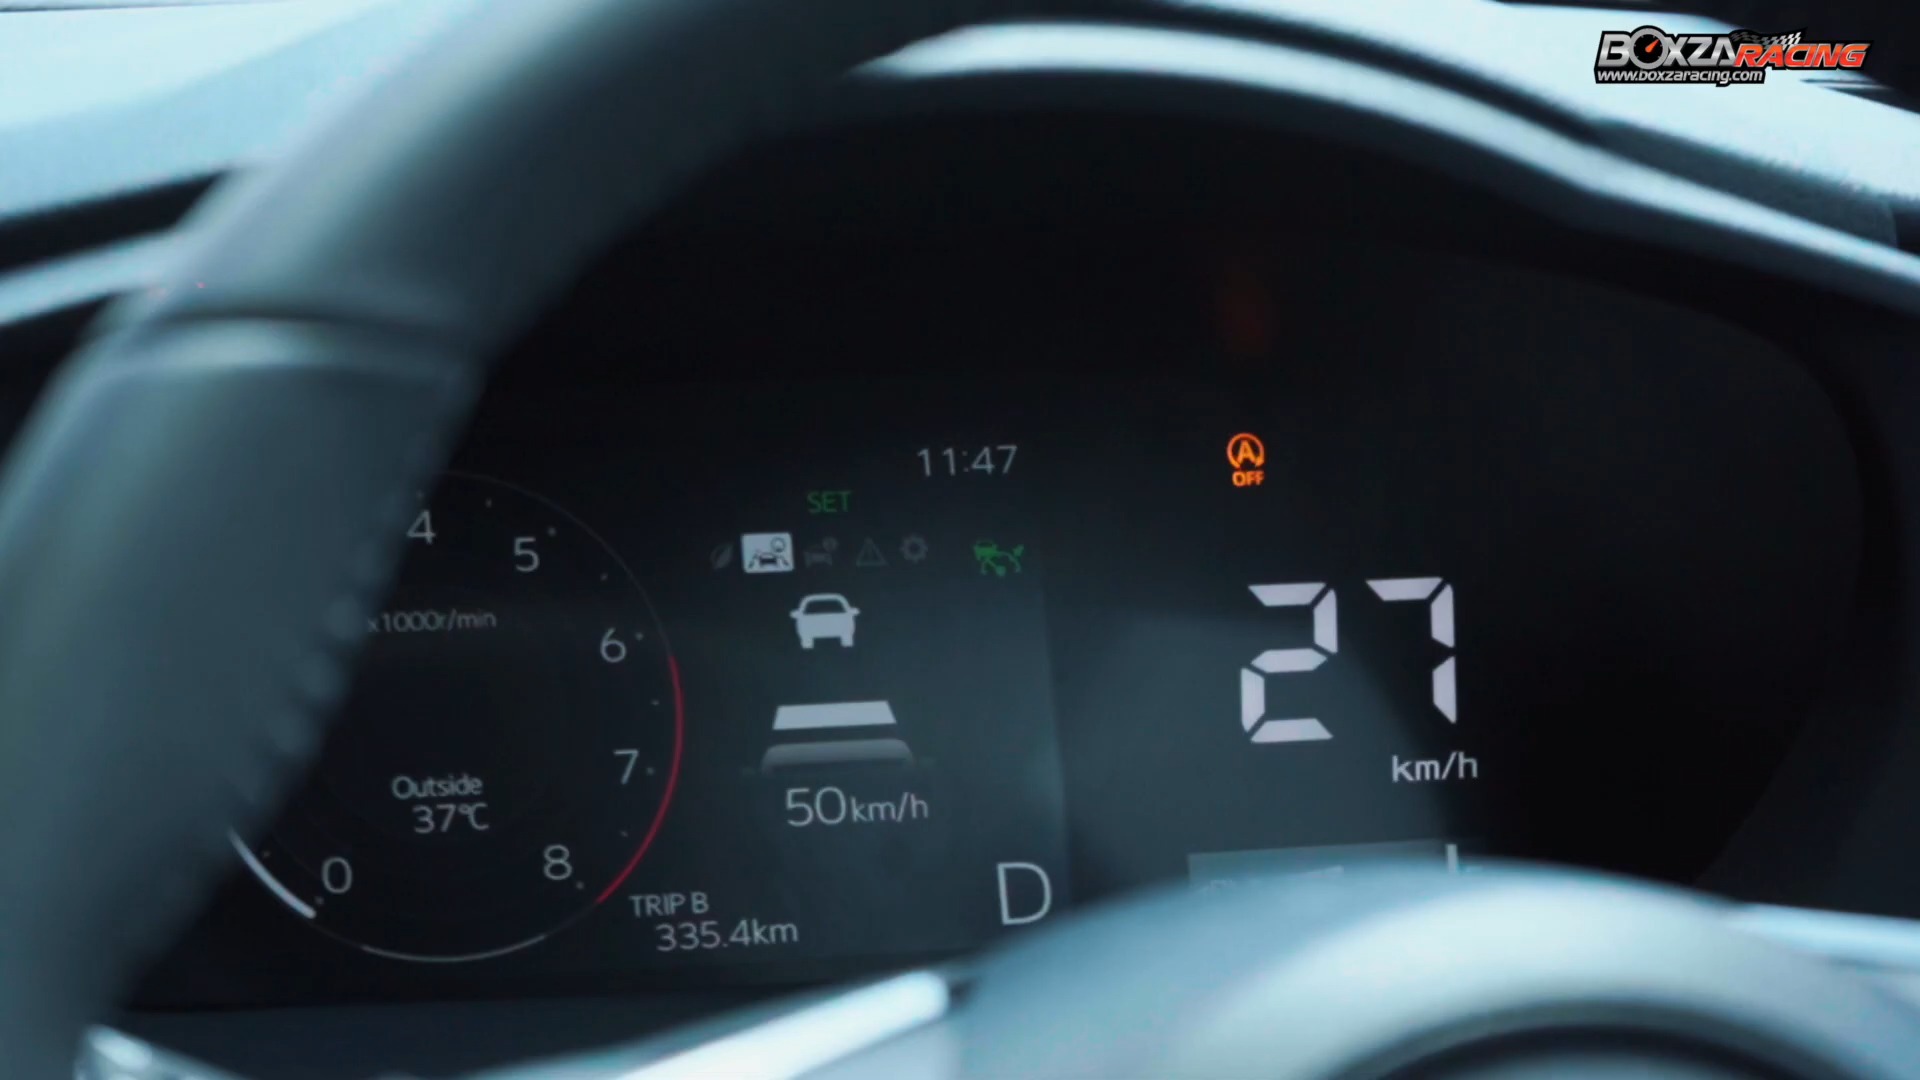 BOXZARACING
www.boxzaracing.com
11:47
A
OFF
SET
4
5
x1000r/min
6
27
7
km/h
Outside
37°C
50km/h
0
8
D
TRIP B
335.4km